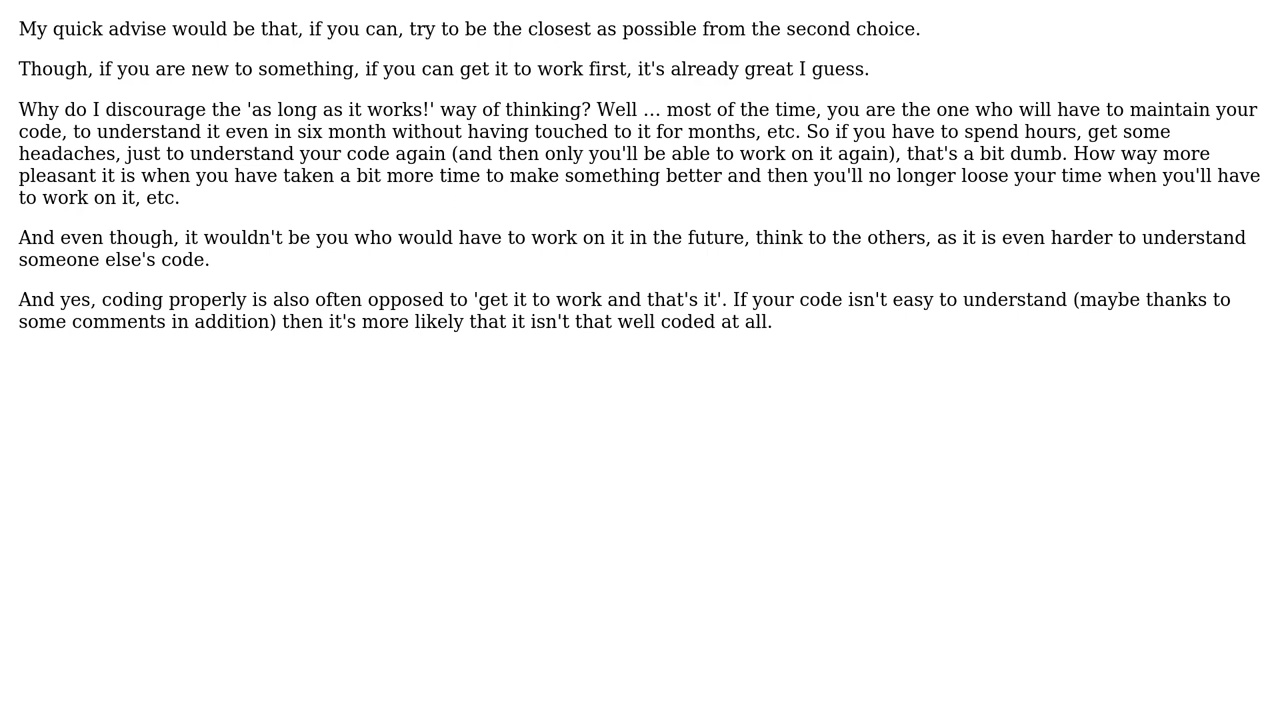 My quick advise would be that, if you can, try to be the closest as possible from the second choice.
Though, if you are new to something, if you can get it to work first, it's already great I guess.
Why do I discourage the 'as long as it works!' way of thinking? Well ... most of the time, you are the one who will have to maintain your
code, to understand it even in six month without having touched to it for months, etc. So if you have to spend hours, get some
headaches, just to understand your code again (and then only you'll be able to work on it again), that's a bit dumb. How way more
pleasant it is when you have taken a bit more time to make something better and then you'll no longer loose your time when you'll have
to work on it, etc.
And even though, it wouldn't be you who would have to work on it in the future, think to the others, as it is even harder to understand
someone else's code.
And yes, coding properly is also often opposed to 'get it to work and that's it'. If your code isn't easy to understand (maybe thanks to
some comments in addition) then it's more likely that it isn't that well coded at all.